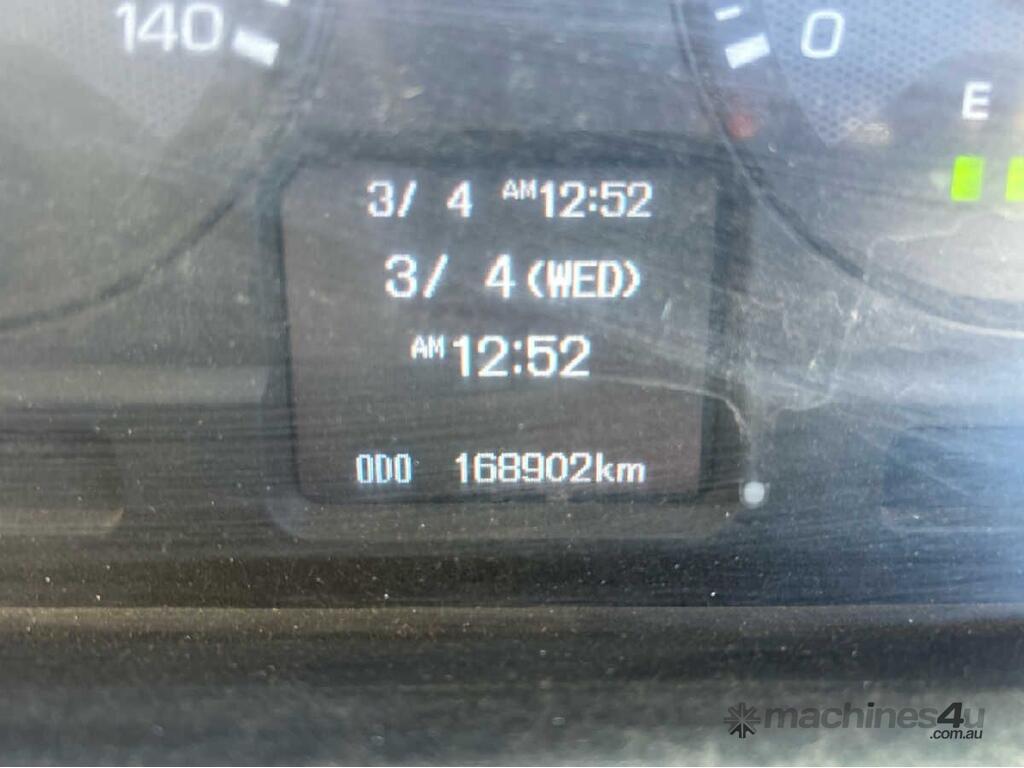 140
0
E
3/ 4 AM12:52
3/ 4(WED)
AM12:52
ODO 168902km
machines4u
.com.au